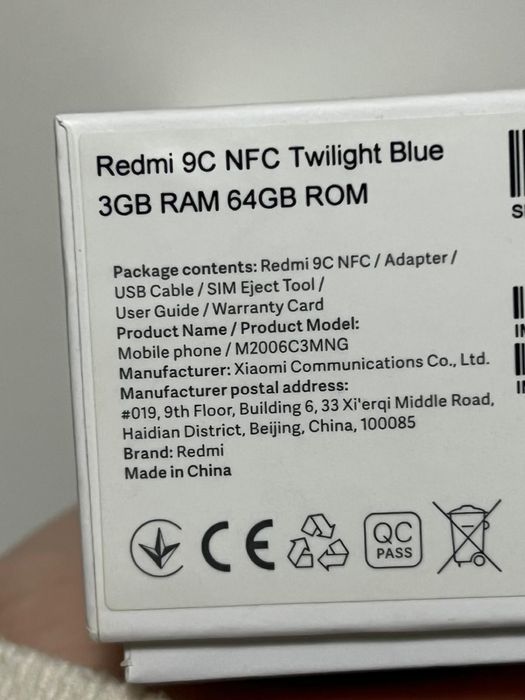 Redmi 9C NFC Twilight Blue
3GB RAM 64GB ROM
Package contents: Redmi 9C NFC / Adapter /
USB Cable / SIM Eject Tool /
User Guide / Warranty Card
Product Name / Product Model:
Mobile phone / M2006C3MNG
Manufacturer: Xiaomi Communications Co., Ltd.
Manufacturer postal address:
#019, 9th Floor, Building 6, 33 Xi'erqi Middle Road,
Haidian District, Beijing, China, 100085
Brand: Redmi
Made in China
CE
QC
PASS